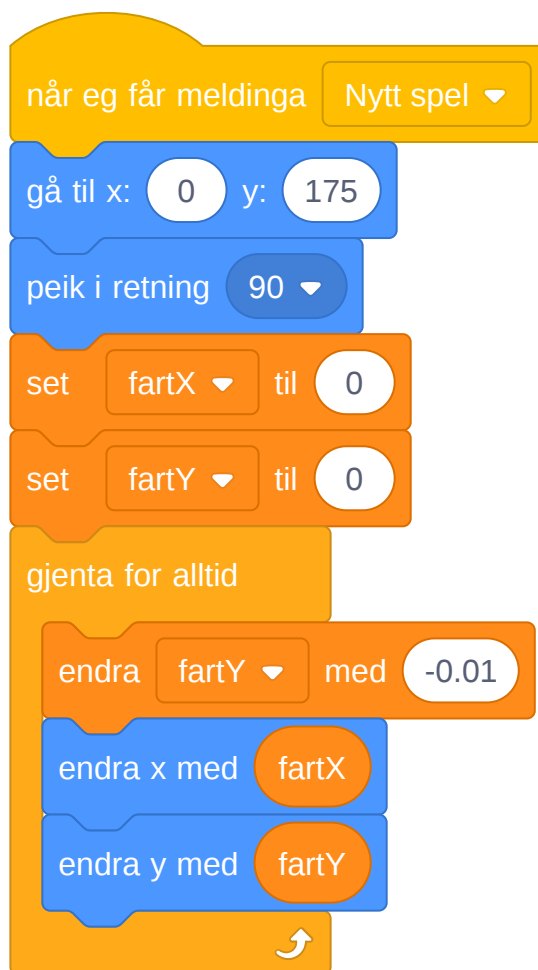 når eg får meldinga Nytt spel
gå til x: 0 y: 175
peik i retning 90
set fartX til 0
set fartY til 0
gjenta for alltid
endra fartY med -0.01
endra x med fartX
endra y med fartY